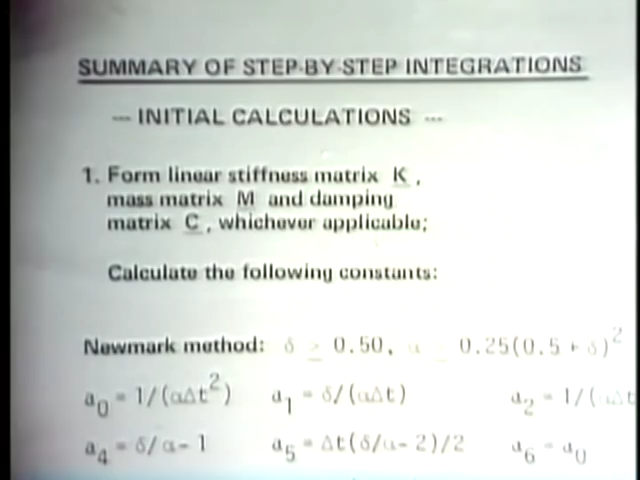 SUMMARY OF STEP-BY-STEP INTEGRATIONS
--- INITIAL CALCULATIONS ---
1. Form linear stiffness matrix K ,
mass matrix M and damping
matrix C , whichever applicable;
Calculate the following constants:
Newmark method: δ ≥ 0.50, α ≥ 0.25(0.5 + δ)²
a₀ = 1/(αΔt²) a₁ = δ/(αΔt) a₂ = 1/(αΔt
a₄ = δ/α - 1 a₅ = Δt(δ/α - 2)/2 a₆ = a₀